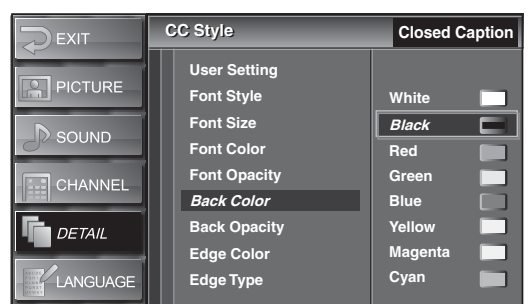 EXIT
PICTURE
SOUND
CHANNEL
DETAIL
LANGUAGE
CC Style
Closed Caption
User Setting
Font Style
Font Size
Font Color
Font Opacity
Back Color
Back Opacity
Edge Color
Edge Type
White
Black
Red
Green
Blue
Yellow
Magenta
Cyan